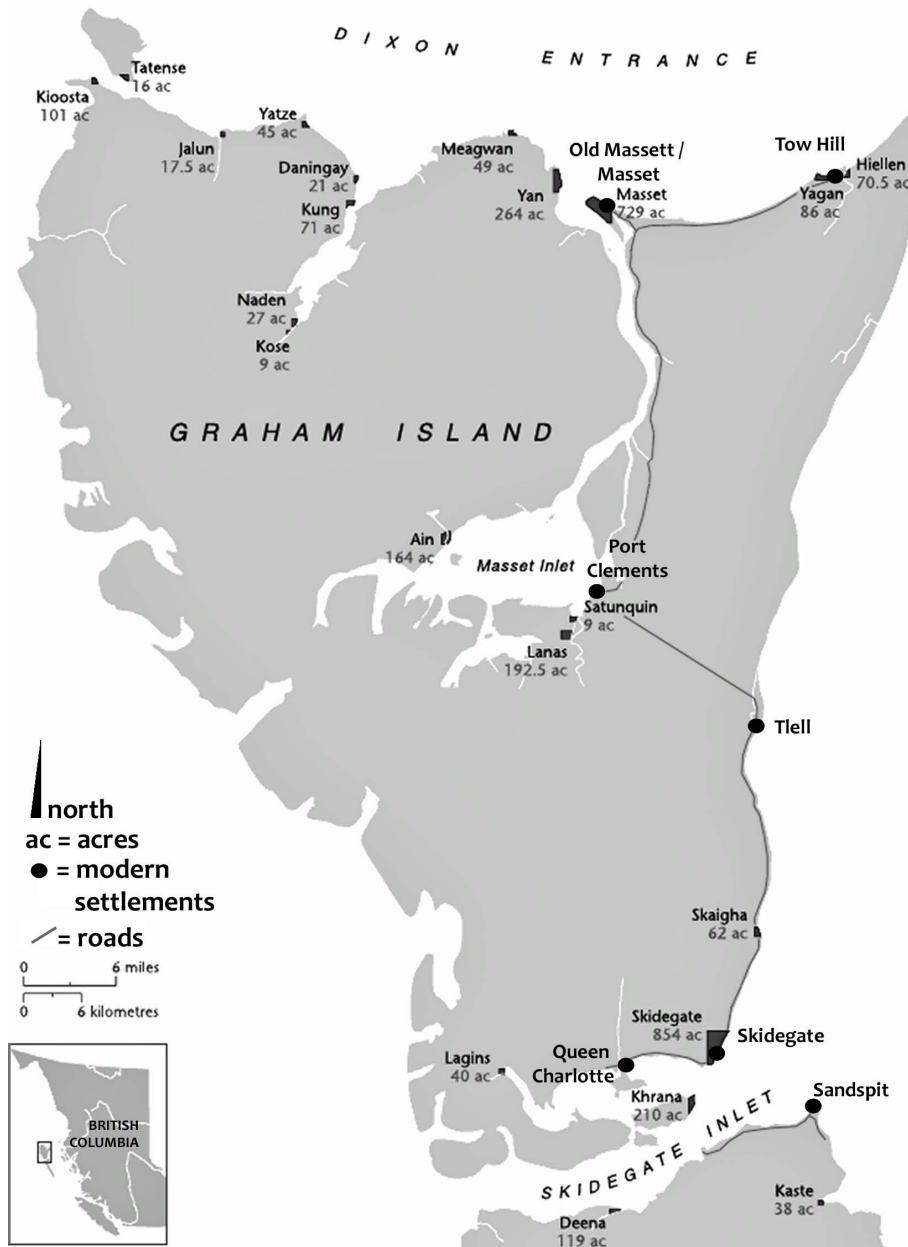 DIXON ENTRANCE
Tatense
16 ac
Kioosta
101 ac
Jalun
17.5 ac
Yatze
45 ac
Daningay
21 ac
Kung
71 ac
Naden
27 ac
Kose
9 ac
Meagwan
49 ac
Yan
264 ac
Old Massett /
Masset
Masset
729 ac
Tow Hill
Hiellen
70.5 ac
Yagan
86 ac
GRAHAM ISLAND
Ain
164 ac
Masset Inlet
Port
Clements
Satunquin
9 ac
Lanas
192.5 ac
Tlell
north
ac = acres
= modern
settlements
= roads
0 6 miles
0 6 kilometres
Skaigha
62 ac
Skidegate
854 ac
Skidegate
Queen
Charlotte
Lagins
40 ac
Khrana
210 ac
Sandspit
SKIDEGATE INLET
Kaste
38 ac
Deena
119 ac
BRITISH
COLUMBIA